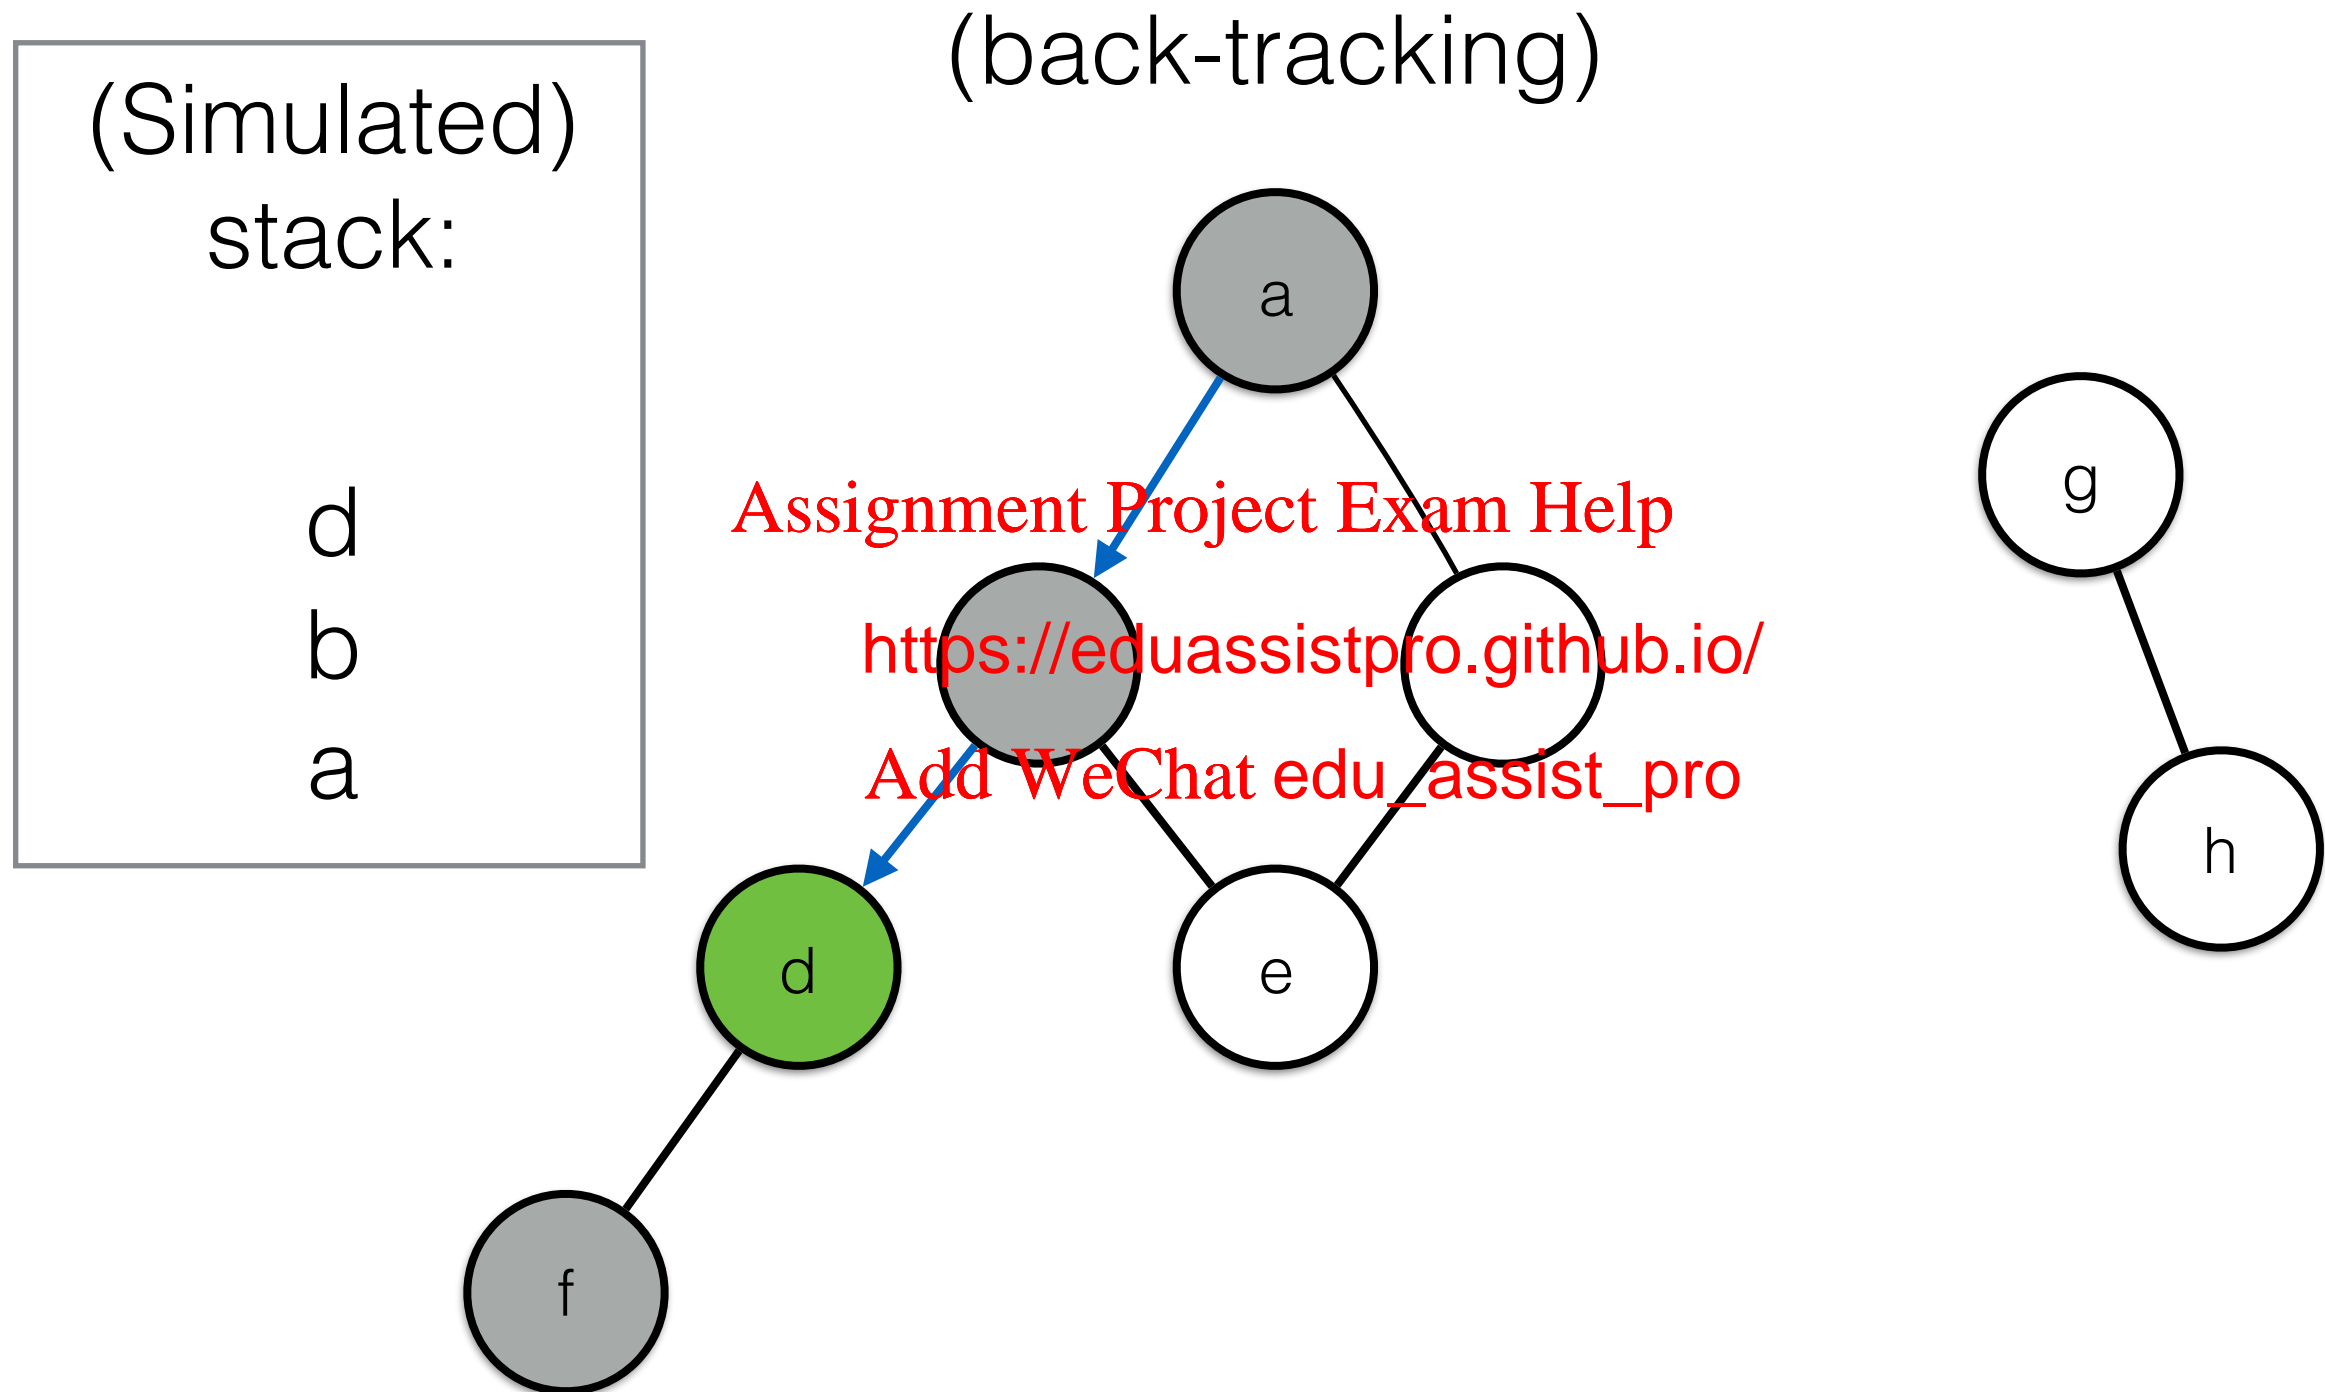 (back-tracking)
(Simulated)
stack:
d
b
a
a
Assignment Project Exam Help
g
https://eduassistpro.github.io/
Add WeChat edu_assist_pro
h
d
e
f